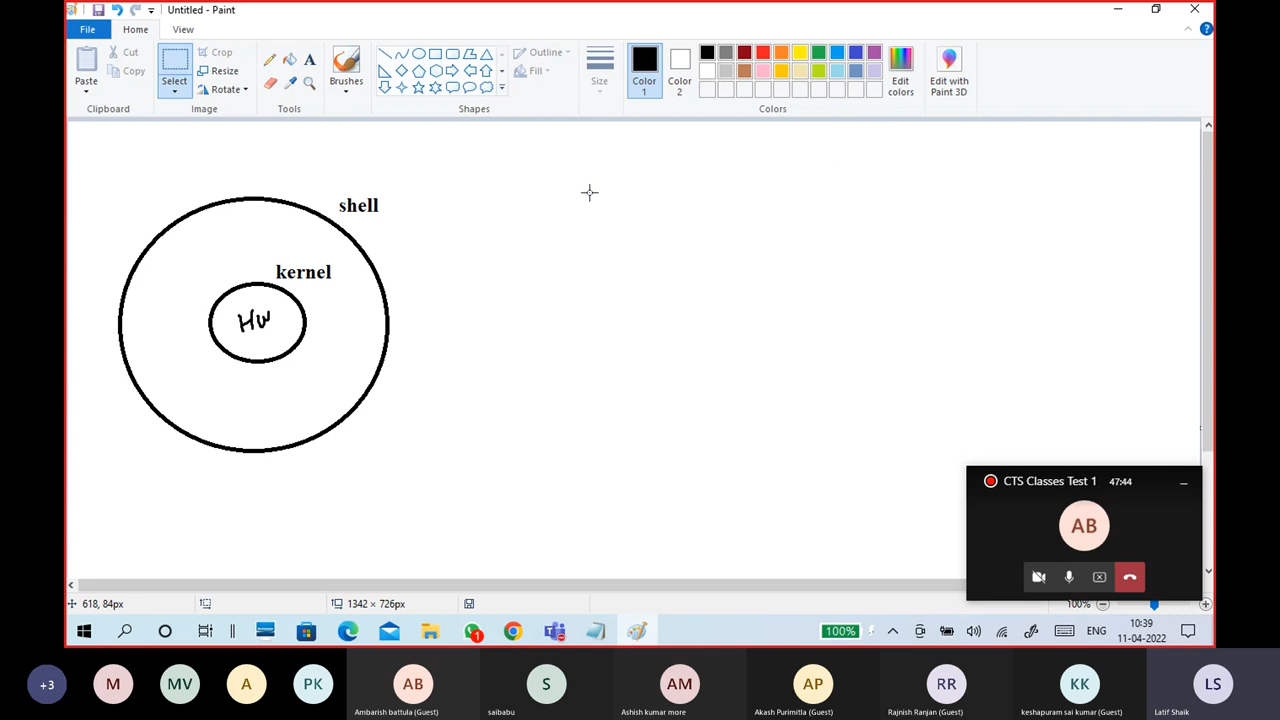 Untitled - Paint
File
Home
View
Paste
Cut
Copy
Clipboard
Select
Crop
Resize
Rotate
Image
A
Tools
Brushes
Shapes
Outline
Fill
Size
Color 1
Color 2
Colors
Edit colors
Edit with Paint 3D
shell
kernel
HW
CTS Classes Test 1 47:44
AB
618, 84px
1342 × 726px
100%
1
100%
ENG
10:39
11-04-2022
+3
M
MV
A
PK
AB
S
AM
AP
RR
KK
LS
Ambarish battula (Guest)
saibabu
Ashish kumar more
Akash Purimitla (Guest)
Rajnish Ranjan (Guest)
keshapuram sai kumar (Guest)
Latif Shaik